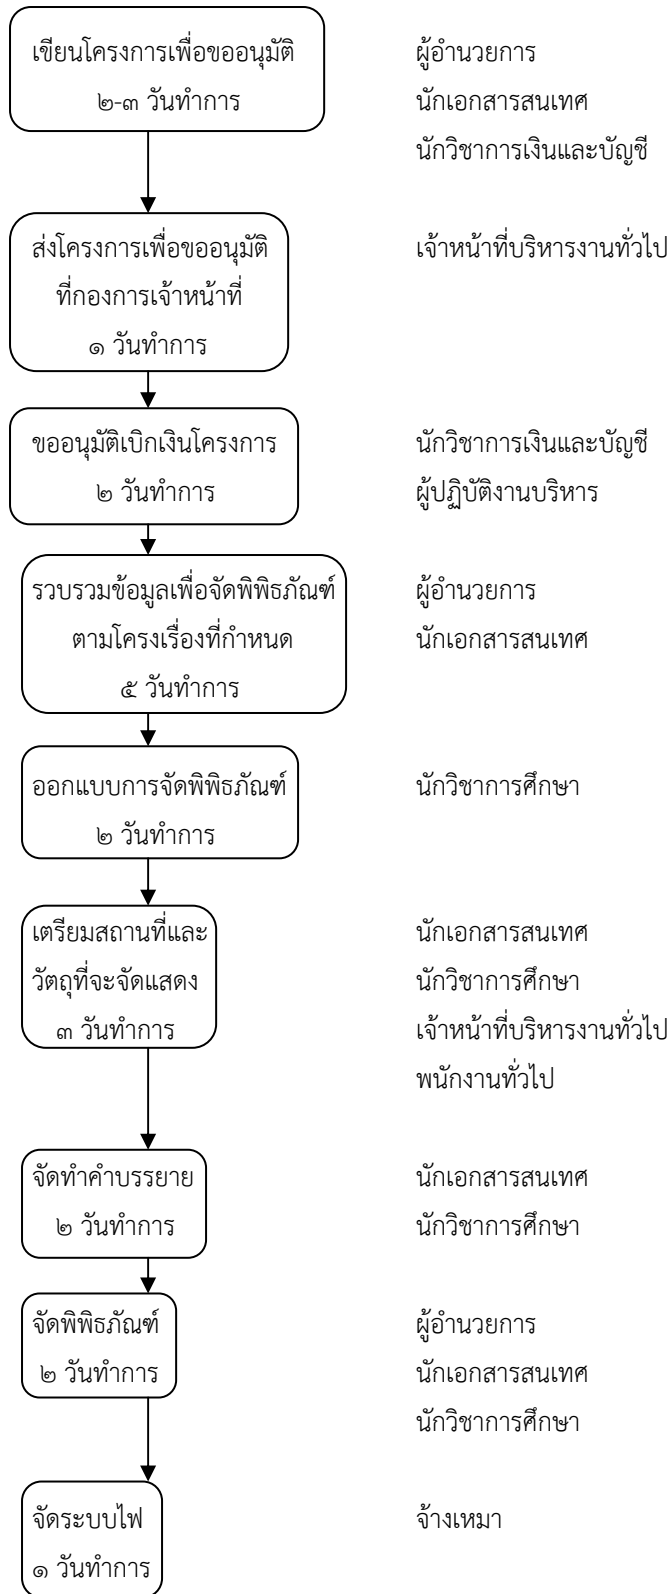 เขียนโครงการเพื่อขออนุมัติ
๒-๓ วันทำการ
ผู้อำนวยการ
นักเอกสารสนเทศ
นักวิชาการเงินและบัญชี
ส่งโครงการเพื่อขออนุมัติ
ที่กองการเจ้าหน้าที่
๑ วันทำการ
เจ้าหน้าที่บริหารงานทั่วไป
ขออนุมัติเบิกเงินโครงการ
๒ วันทำการ
นักวิชาการเงินและบัญชี
ผู้ปฏิบัติงานบริหาร
รวบรวมข้อมูลเพื่อจัดพิพิธภัณฑ์
ตามโครงเรื่องที่กำหนด
๕ วันทำการ
ผู้อำนวยการ
นักเอกสารสนเทศ
ออกแบบการจัดพิพิธภัณฑ์
๒ วันทำการ
นักวิชาการศึกษา
เตรียมสถานที่และ
วัตถุที่จะจัดแสดง
๓ วันทำการ
นักเอกสารสนเทศ
นักวิชาการศึกษา
เจ้าหน้าที่บริหารงานทั่วไป
พนักงานทั่วไป
จัดทำคำบรรยาย
๒ วันทำการ
นักเอกสารสนเทศ
นักวิชาการศึกษา
จัดพิพิธภัณฑ์
๒ วันทำการ
ผู้อำนวยการ
นักเอกสารสนเทศ
นักวิชาการศึกษา
จัดระบบไฟ
๑ วันทำการ
จ้างเหมา